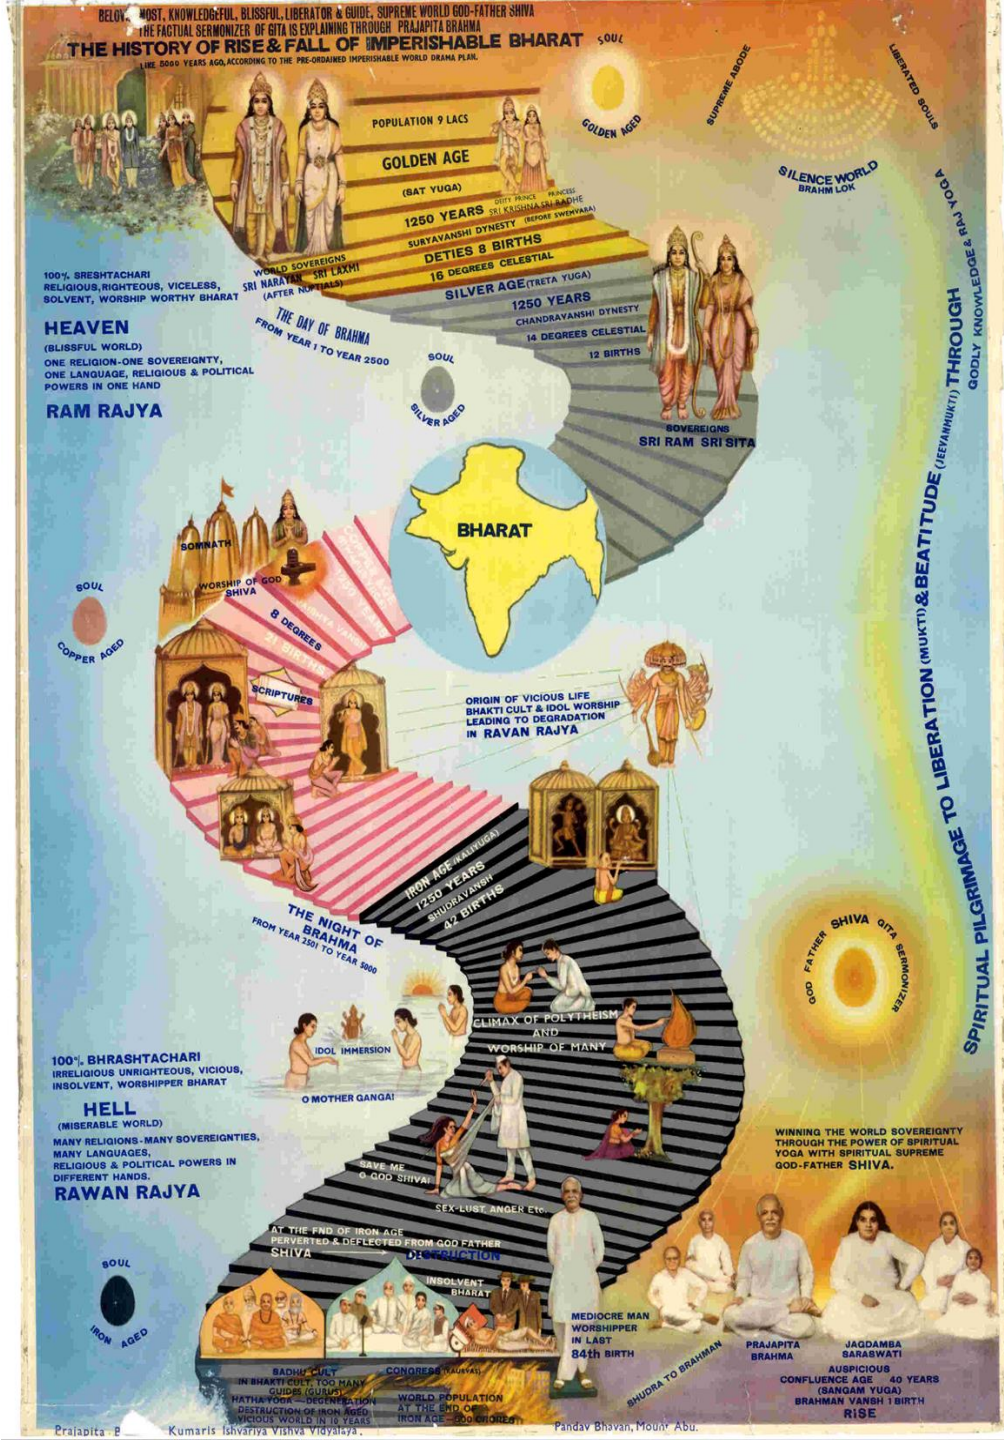 MOST, KNOWLEDGEFUL, BLISSFUL, LIBERATOR & GUIDE, SUPREME WORLD GOD-FATHER SHIVA
THE FACTUAL SERMONIZER OF GITA IS EXPLAINING THROUGH PRAJAPITA BRAHMA
THE HISTORY OF RISE & FALL OF IMPERISHABLE BHARAT
LIKE 5000 YEARS AGO, ACCORDING TO THE PRE-ORDAINED IMPERISHABLE WORLD DRAMA PLAN.
SOUL
GOLDEN AGED
SUPREME ABODE
LIBERATED SOULS
SILENCE WORLD
BRAHM LOK
POPULATION 9 LACS
GOLDEN AGE
(SAT YUGA)
1250 YEARS
DEITY PRINCE PRINCESS
SRI KRISHNA SRI RADHE
(BEFORE SWEMVARA)
SURYAVANSHI DYNESTY
DETIES 8 BIRTHS
16 DEGREES CELESTIAL
WORLD SOVEREIGNS
SRI NARAYAN SRI LAXMI
(AFTER NUPTIALS)
SILVER AGE (TRETA YUGA)
1250 YEARS
CHANDRAVANSHI DYNESTY
14 DEGREES CELESTIAL
12 BIRTHS
SOVEREIGNS
SRI RAM SRI SITA
100% SRESHTACHARI
RELIGIOUS, RIGHTEOUS, VICELESS,
SOLVENT, WORSHIP WORTHY BHARAT
HEAVEN
(BLISSFUL WORLD)
ONE RELIGION-ONE SOVEREIGNTY,
ONE LANGUAGE, RELIGIOUS & POLITICAL
POWERS IN ONE HAND
RAM RAJYA
THE DAY OF BRAHMA
FROM YEAR 1 TO YEAR 2500
SOUL
SILVER AGED
BHARAT
SOMNATH
WORSHIP OF GOD
SHIVA
8 DEGREES
21 BIRTHS
SCRIPTURES
SOUL
COPPER AGED
ORIGIN OF VICIOUS LIFE
BHAKTI CULT & IDOL WORSHIP
LEADING TO DEGRADATION
IN RAVAN RAJYA
IRON AGE (KALIYUGA)
1250 YEARS
SHUDRAVANSH
42 BIRTHS
THE NIGHT OF
BRAHMA
FROM YEAR 2501 TO YEAR 5000
SPIRITUAL PILGRIMAGE TO LIBERATION (MUKTI) & BEATITUDE (JEEVANMUKTI) THROUGH
GODLY KNOWLEDGE & RAJ YOGA
GOD FATHER SHIVA GITA SERMONIZER
CLIMAX OF POLYTHEISM
AND
WORSHIP OF MANY
IDOL IMMERSION
O MOTHER GANGA!
100% BHRASHTACHARI
IRRELIGIOUS UNRIGHTEOUS, VICIOUS,
INSOLVENT, WORSHIPPER BHARAT
HELL
(MISERABLE WORLD)
MANY RELIGIONS-MANY SOVEREIGNTIES,
MANY LANGUAGES,
RELIGIOUS & POLITICAL POWERS IN
DIFFERENT HANDS.
RAWAN RAJYA
SAVE ME
O GOD SHIVA!
SEX-LUST, ANGER Etc.
AT THE END OF IRON AGE
PERVERTED & DEFLECTED FROM GOD FATHER
SHIVA
DESTRUCTION
INSOLVENT
BHARAT
SOUL
IRON AGED
WINNING THE WORLD SOVEREIGNTY
THROUGH THE POWER OF SPIRITUAL
YOGA WITH SPIRITUAL SUPREME
GOD-FATHER SHIVA.
MEDIOCRE MAN
WORSHIPPER
IN LAST
84th BIRTH
SHUDRA TO BRAHMAN
PRAJAPITA
BRAHMA
JAGDAMBA
SARASWATI
AUSPICIOUS
CONFLUENCE AGE 40 YEARS
(SANGAM YUGA)
BRAHMAN VANSH 1 BIRTH
RISE
SADHU CULT
IN BHAKTI CULT, TOO MANY
GUIDES (GURUS)
HATHA-YOGA—DEGENERATION
DESTRUCTION OF IRON AGED
VICIOUS WORLD IN 10 YEARS
CONGRESS
WORLD POPULATION
AT THE END OF
IRON AGE
Prajapita Kumaris Ishvariya Vishva Vidyalaya.
Pandav Bhavan, Mount Abu.